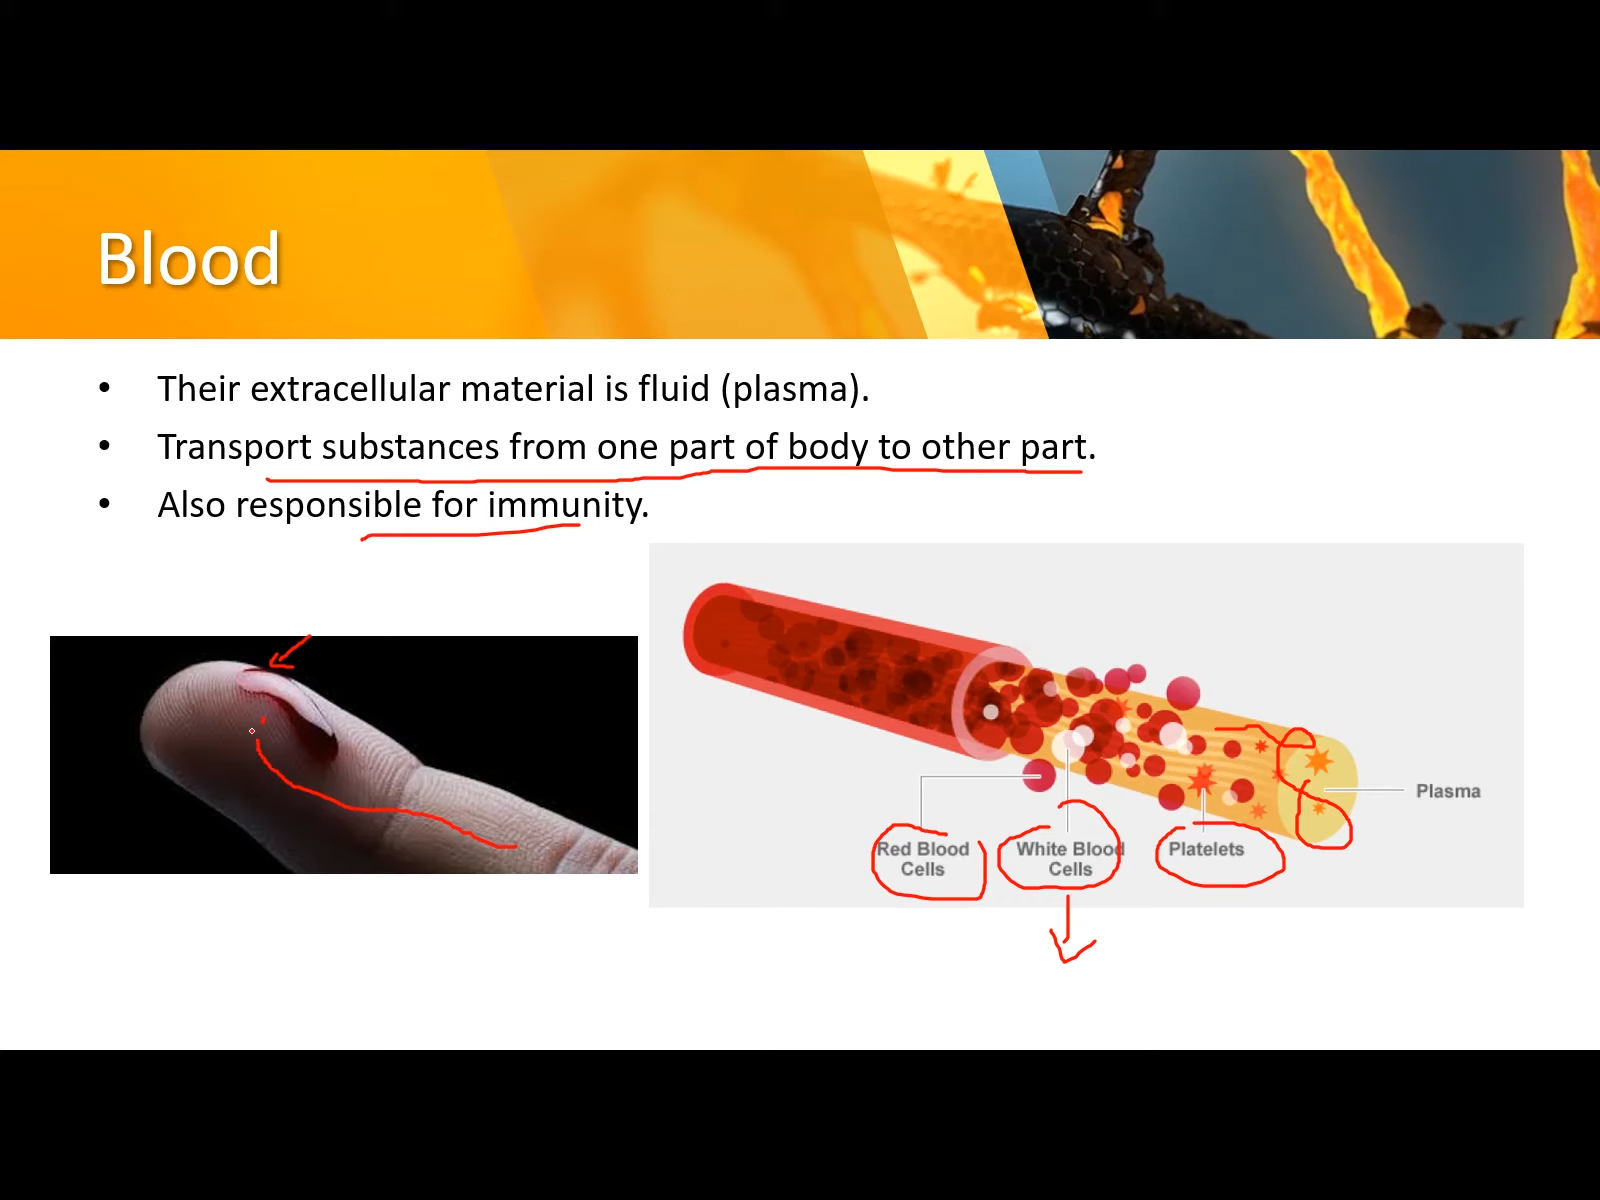 Blood
• Their extracellular material is fluid (plasma).
• Transport substances from one part of body to other part.
• Also responsible for immunity.
Plasma
Red Blood
Cells
White Blood
Cells
Platelets